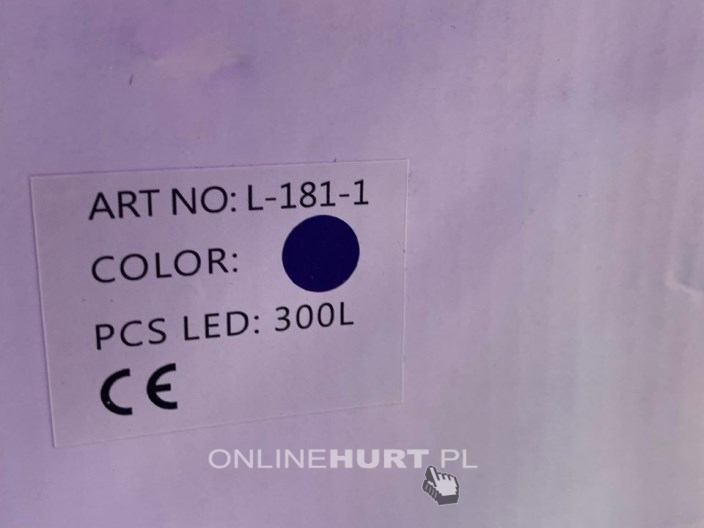 ART NO: L-181-1
COLOR:
PCS LED: 300L
CE
ONLINEHURT.PL